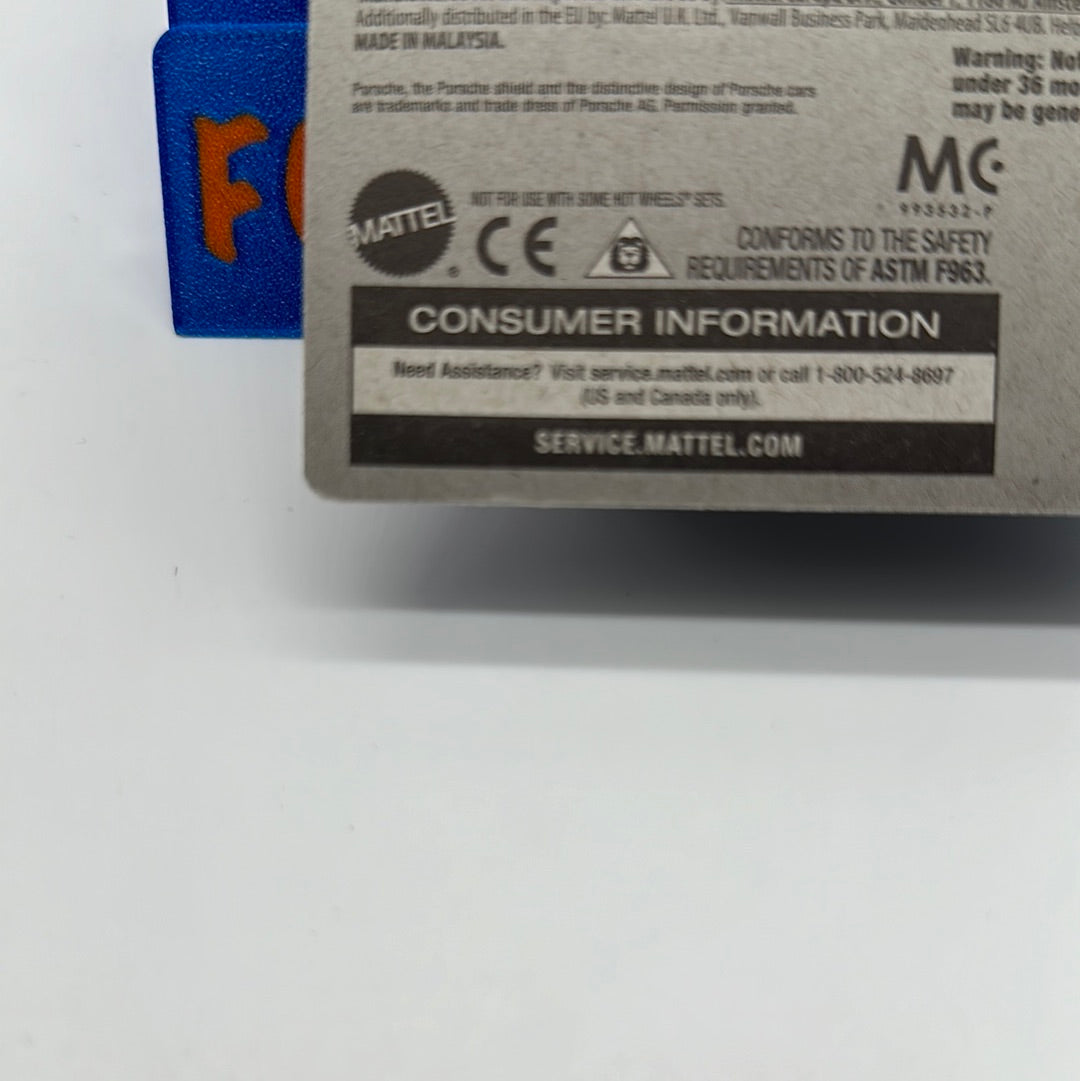 Additionally distributed in the EU by: Mattel U.K. Ltd., Vanwall Business Park, Maidenhead SL6 4UB.
MADE IN MALAYSIA.
Porsche, the Porsche shield and the distinctive design of Porsche cars
are trademarks and trade dress of Porsche AG. Permission granted.
Warning: Not
under 36 mo
may be gene
F
MC
993532-P
MATTEL
®
NOT FOR USE WITH SOME HOT WHEELS® SETS.
CE
CONFORMS TO THE SAFETY
REQUIREMENTS OF ASTM F963.
CONSUMER INFORMATION
Need Assistance? Visit service.mattel.com or call 1-800-524-8697
(US and Canada only).
SERVICE.MATTEL.COM